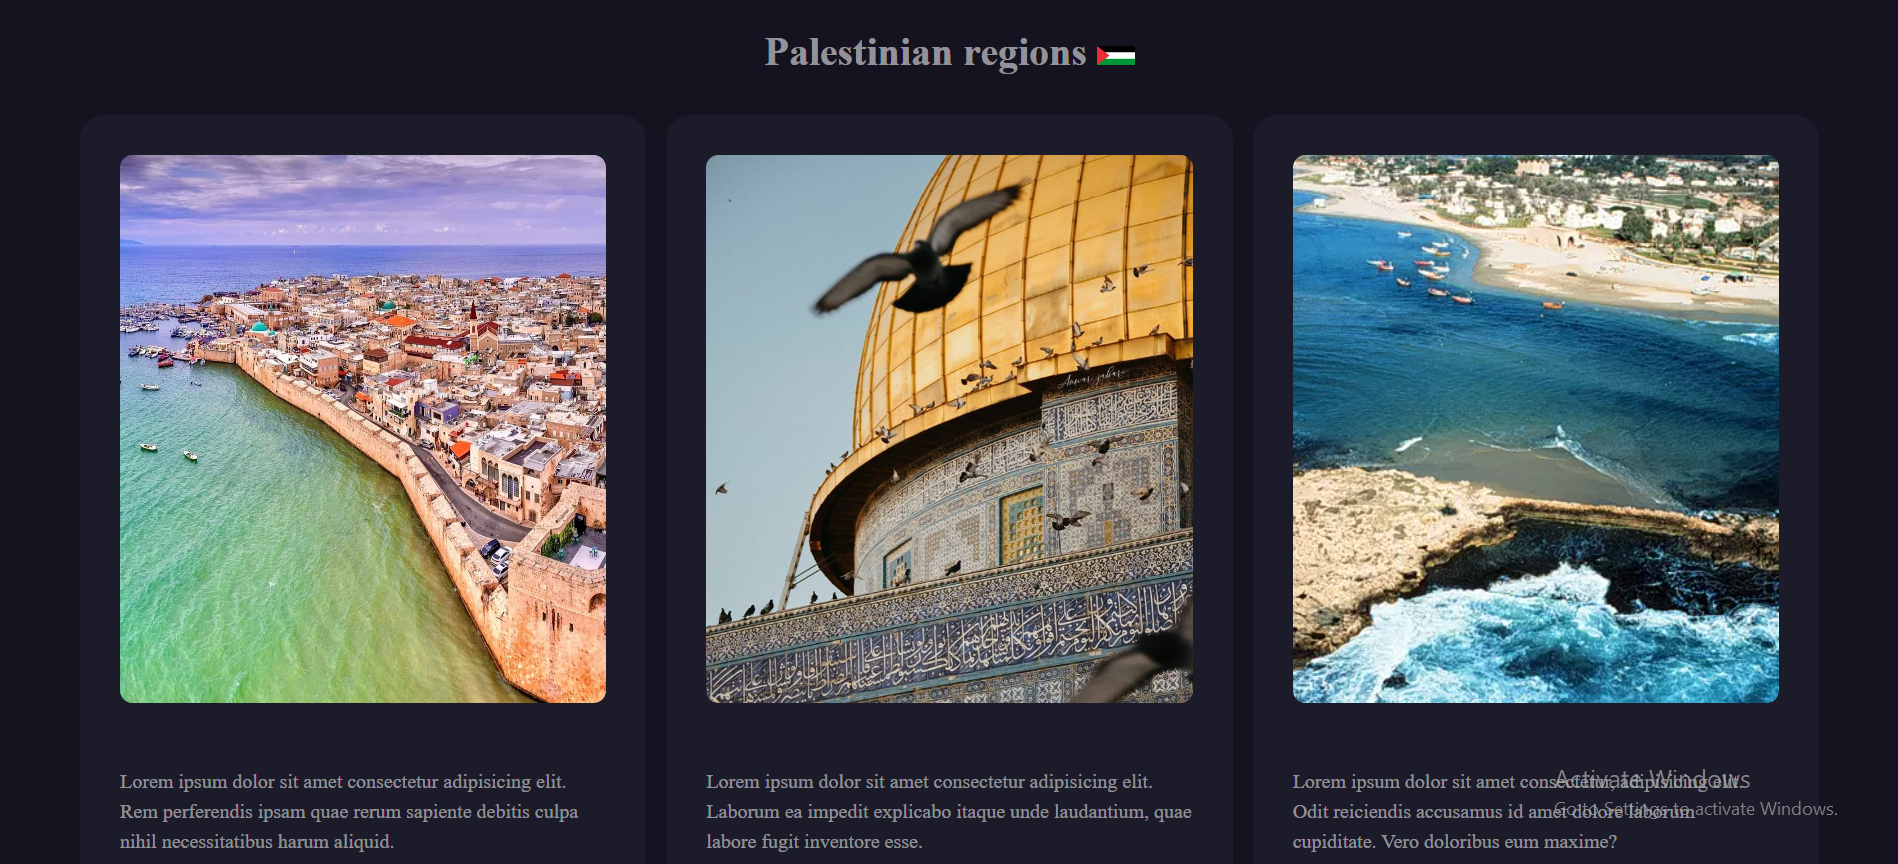 Palestinian regions
Lorem ipsum dolor sit amet consectetur adipisicing elit.
Rem perferendis ipsam quae rerum sapiente debitis culpa
nihil necessitatibus harum aliquid.
Lorem ipsum dolor sit amet consectetur adipisicing elit.
Laborum ea impedit explicabo itaque unde laudantium, quae
labore fugit inventore esse.
Lorem ipsum dolor sit amet consectetur adipisicing elit.
Odit reiciendis accusamus id amet dolore laborum
cupiditate. Vero doloribus eum maxime?
Activate Windows
Go to Settings to activate Windows.